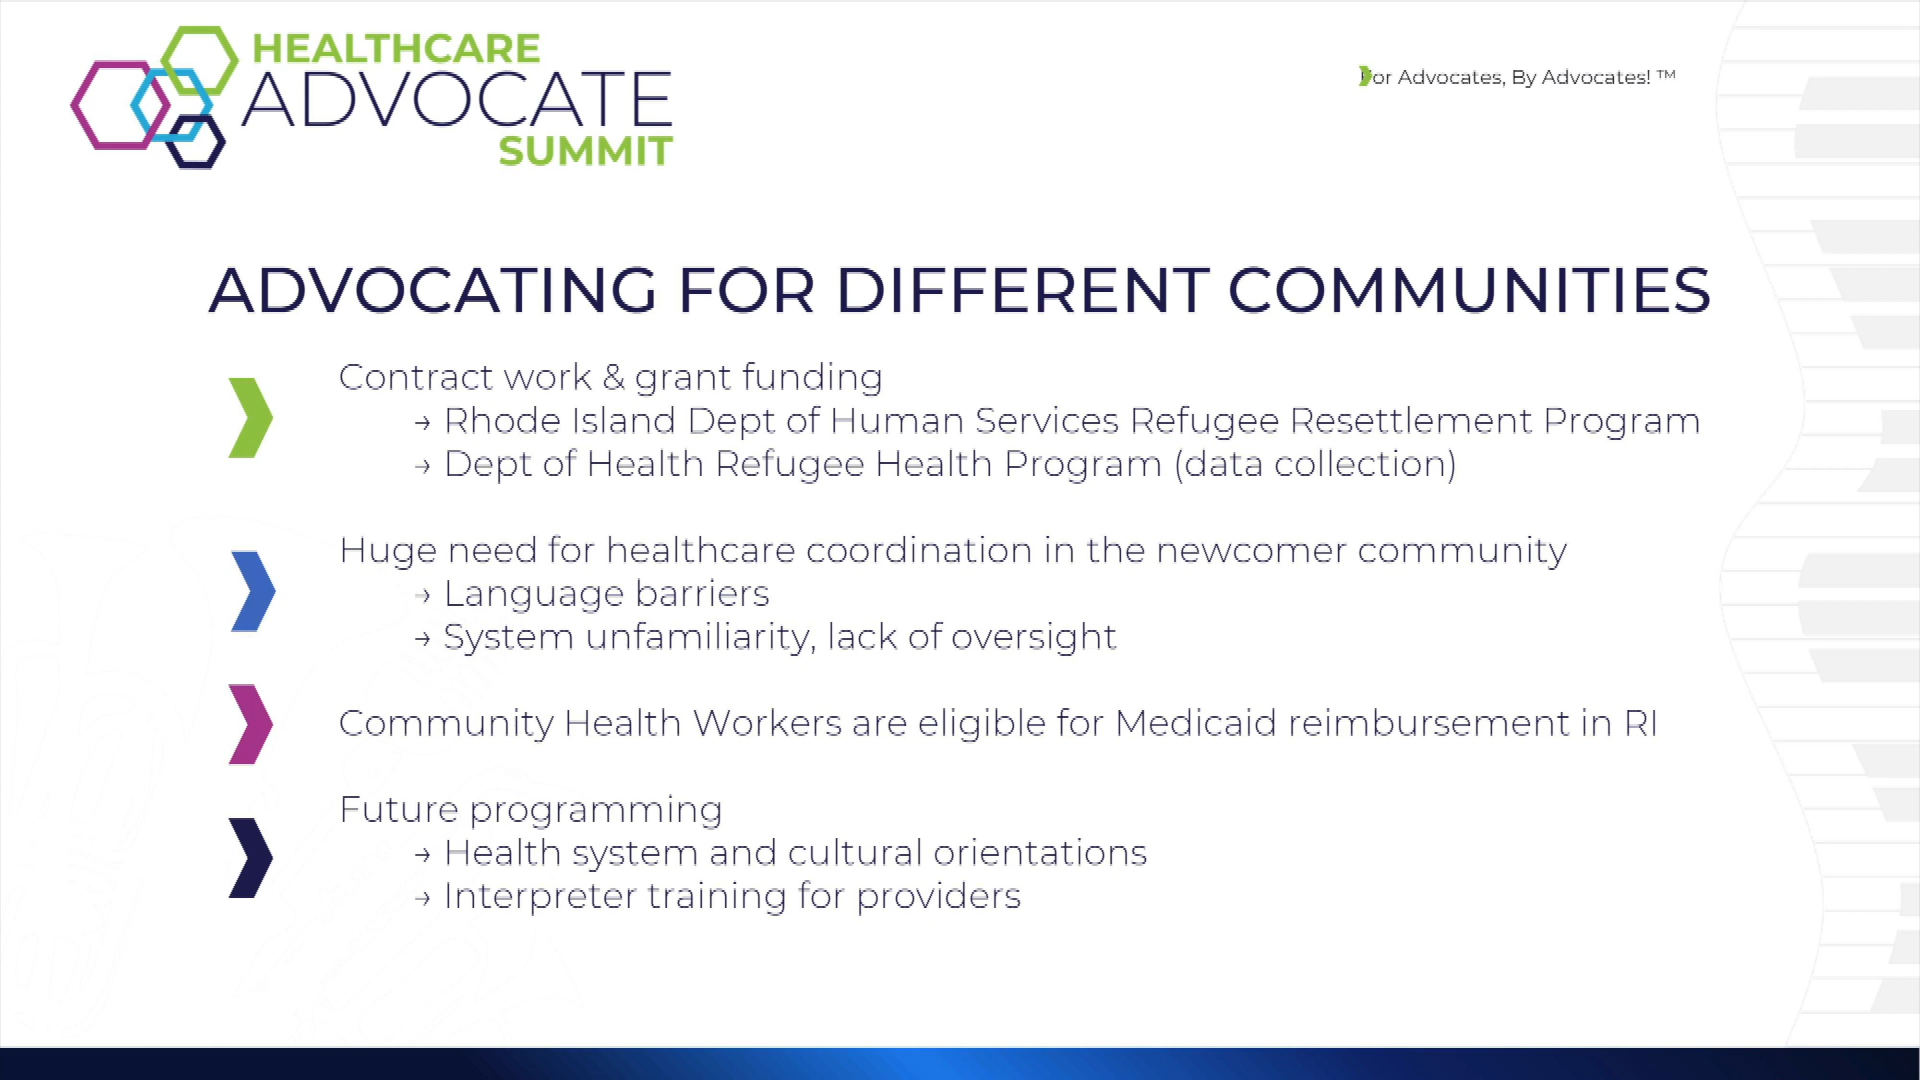 HEALTHCARE
ADVOCATE
SUMMIT
For Advocates, By Advocates! ™
ADVOCATING FOR DIFFERENT COMMUNITIES
Contract work & grant funding
→ Rhode Island Dept of Human Services Refugee Resettlement Program
→ Dept of Health Refugee Health Program (data collection)
Huge need for healthcare coordination in the newcomer community
→ Language barriers
→ System unfamiliarity, lack of oversight
Community Health Workers are eligible for Medicaid reimbursement in RI
Future programming
→ Health system and cultural orientations
→ Interpreter training for providers